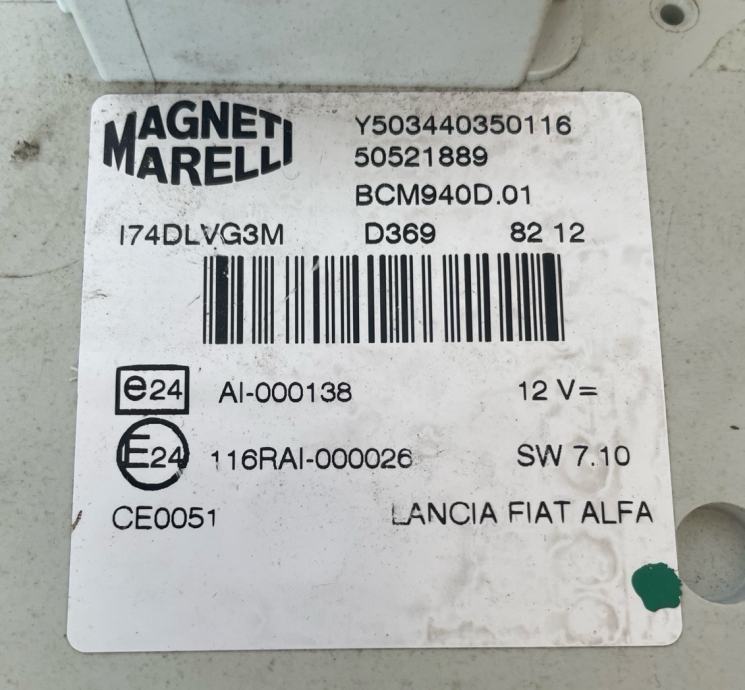 MAGNETI
MARELLI
Y503440350116
50521889
BCM940D.01
I74DLVG3M D369 82 12
e24 AI-000138 12 V=
E24 116RAI-000026 SW 7.10
CE0051 LANCIA FIAT ALFA